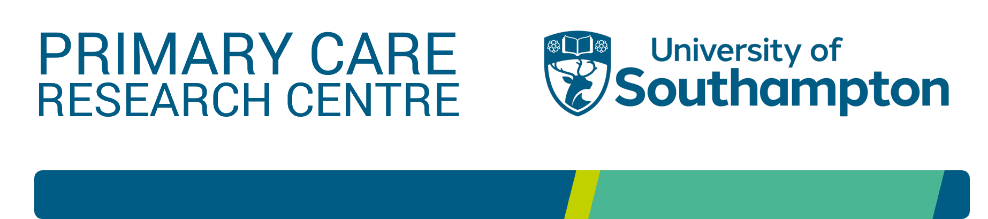 PRIMARY CARE
RESEARCH CENTRE
University of
Southampton